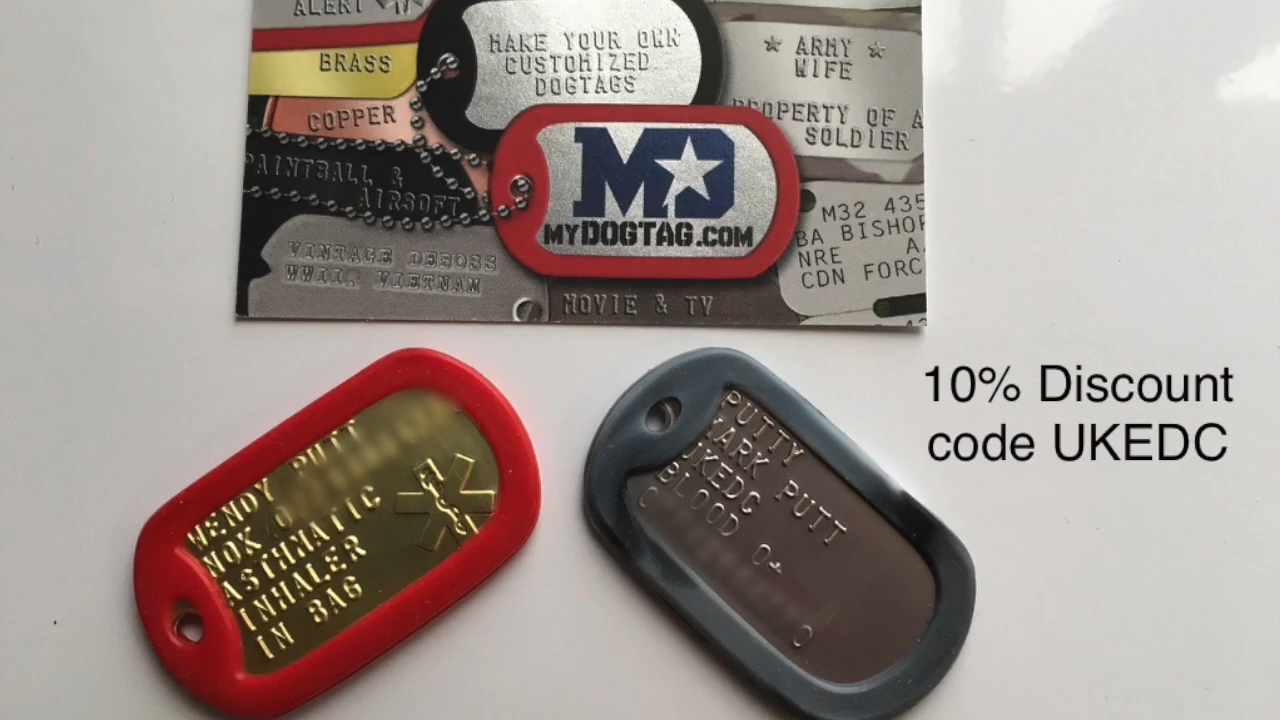 ALERT
BRASS
COPPER
PAINTBALL &
AIRSOFT
VINTAGE DEBOSS
WWII, VIETNAM
MAKE YOUR OWN
CUSTOMIZED
DOGTAGS
MD
MYDOGTAG.COM
MOVIE & TV
★ ARMY ★
WIFE
PROPERTY OF A
SOLDIER
M32 435
BA BISHOP
NRE A.
CDN FORC
WENDY PUTT
NOK
ASTHMATIC
INHALER
IN BAG
PUTTY
MARK PUTT
UKEDC
BLOOD O+
10% Discount
code UKEDC